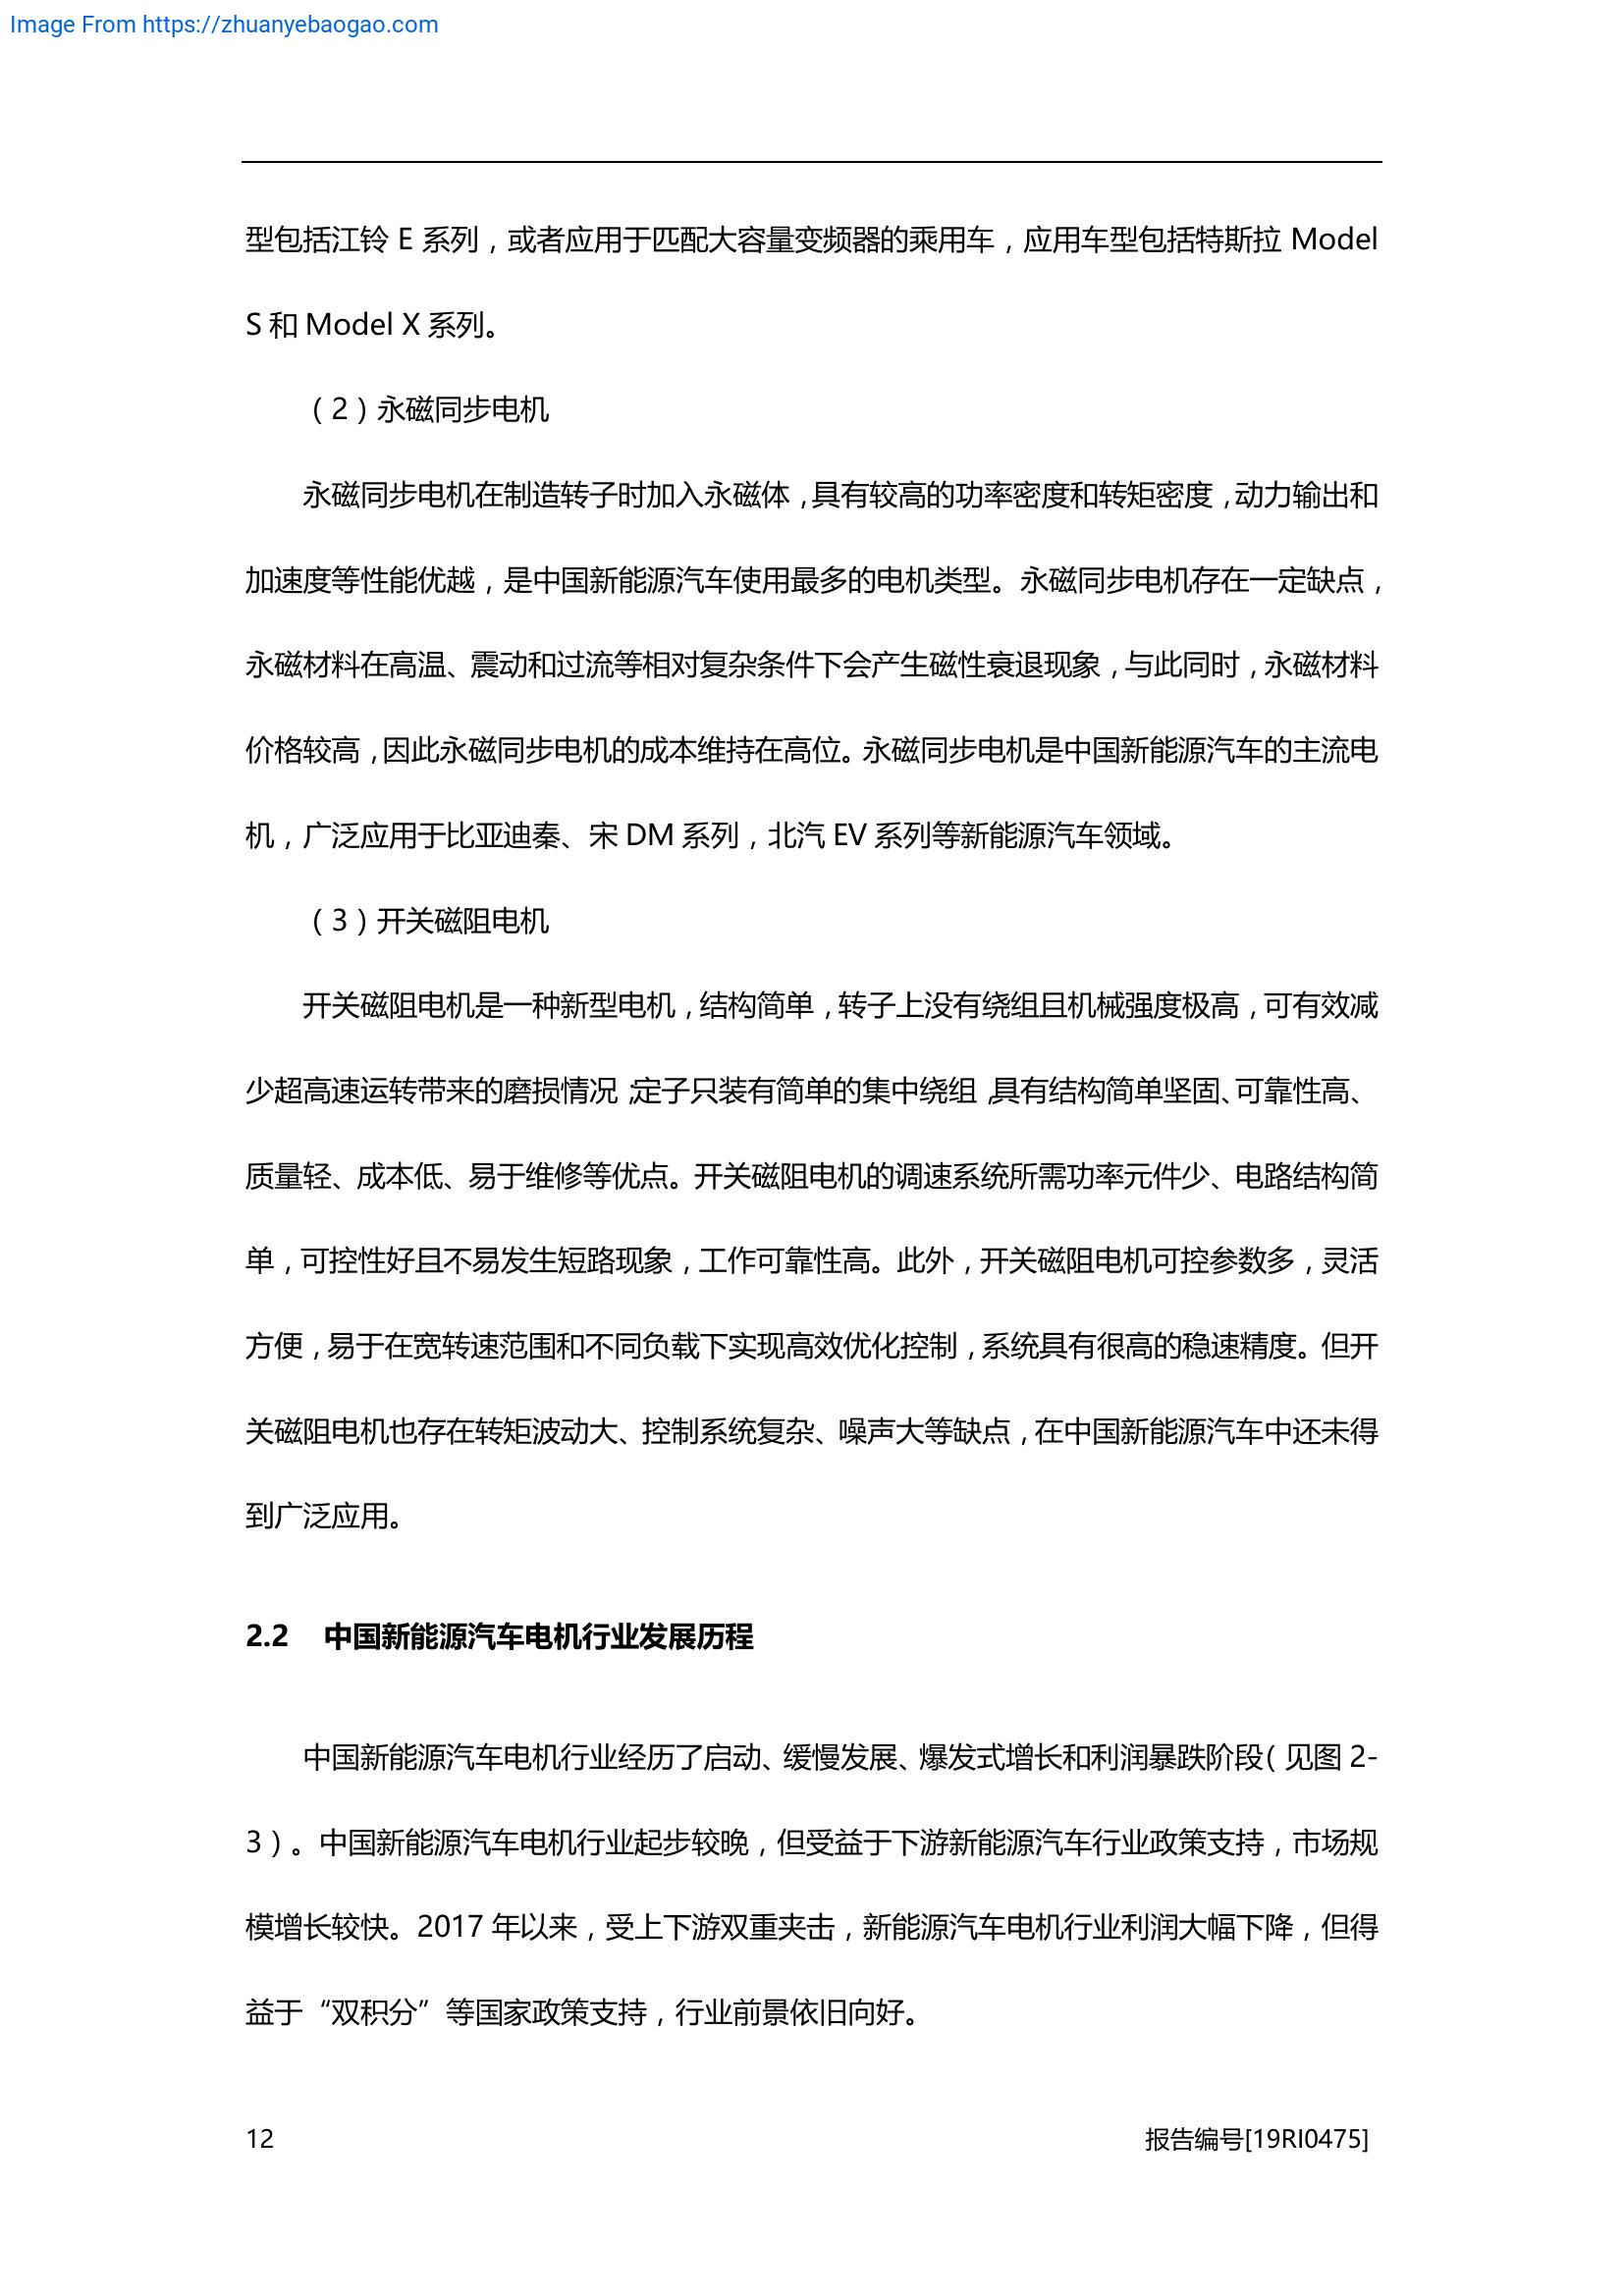 Image From https://zhuanyebaogao.com
型包括江铃 E 系列，或者应用于匹配大容量变频器的乘用车，应用车型包括特斯拉 Model
S 和 Model X 系列。
（2）永磁同步电机
永磁同步电机在制造转子时加入永磁体，具有较高的功率密度和转矩密度，动力输出和
加速度等性能优越，是中国新能源汽车使用最多的电机类型。永磁同步电机存在一定缺点，
永磁材料在高温、震动和过流等相对复杂条件下会产生磁性衰退现象，与此同时，永磁材料
价格较高，因此永磁同步电机的成本维持在高位。永磁同步电机是中国新能源汽车的主流电
机，广泛应用于比亚迪秦、宋 DM 系列，北汽 EV 系列等新能源汽车领域。
（3）开关磁阻电机
开关磁阻电机是一种新型电机，结构简单，转子上没有绕组且机械强度极高，可有效减
少超高速运转带来的磨损情况；定子只装有简单的集中绕组，具有结构简单坚固、可靠性高、
质量轻、成本低、易于维修等优点。开关磁阻电机的调速系统所需功率元件少、电路结构简
单，可控性好且不易发生短路现象，工作可靠性高。此外，开关磁阻电机可控参数多，灵活
方便，易于在宽转速范围和不同负载下实现高效优化控制，系统具有很高的稳速精度。但开
关磁阻电机也存在转矩波动大、控制系统复杂、噪声大等缺点，在中国新能源汽车中还未得
到广泛应用。
2.2 中国新能源汽车电机行业发展历程
中国新能源汽车电机行业经历了启动、缓慢发展、爆发式增长和利润暴跌阶段（见图 2-
3）。中国新能源汽车电机行业起步较晚，但受益于下游新能源汽车行业政策支持，市场规
模增长较快。2017 年以来，受上下游双重夹击，新能源汽车电机行业利润大幅下降，但得
益于“双积分”等国家政策支持，行业前景依旧向好。
12 报告编号[19RI0475]